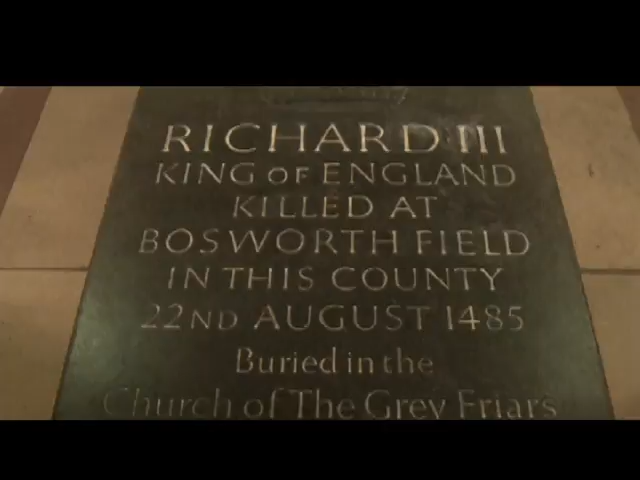 RICHARD III
KING OF ENGLAND
KILLED AT
BOSWORTH FIELD
IN THIS COUNTY
22ND AUGUST 1485
Buried in the
Church of The Grey Friars